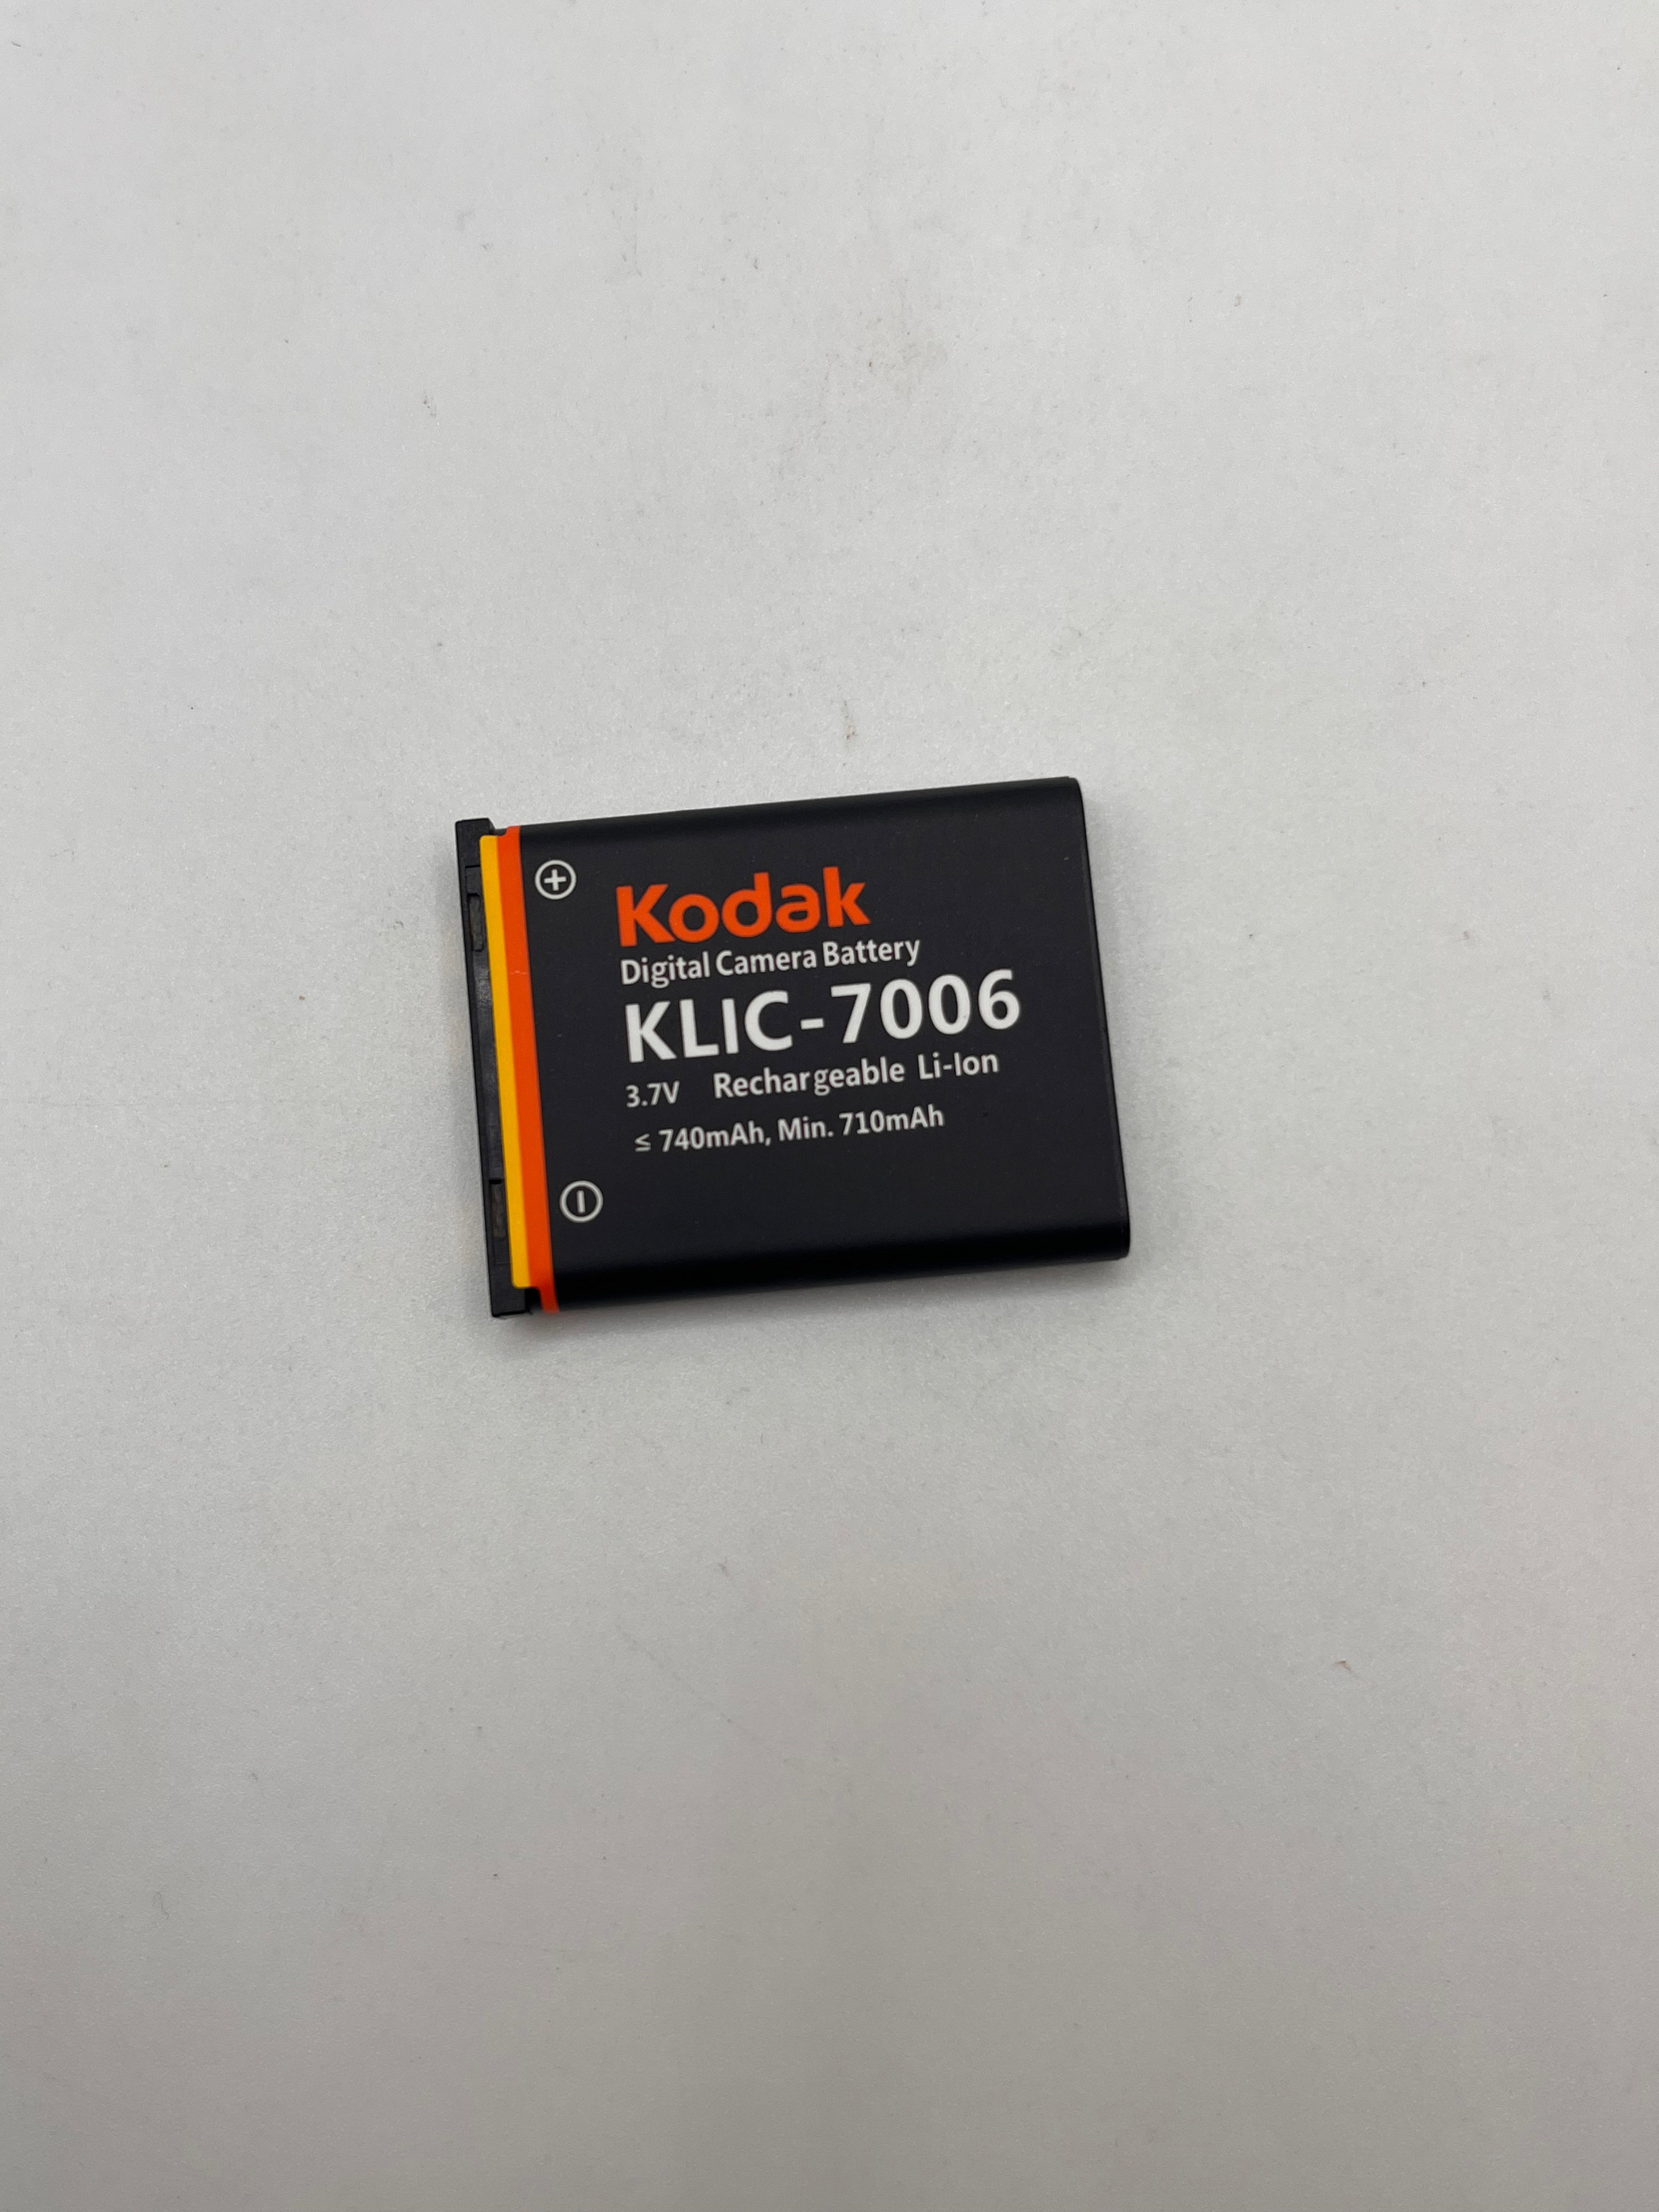 Kodak
Digital Camera Battery
KLIC-7006
3.7V Rechargeable Li-Ion
≤ 740mAh, Min. 710mAh